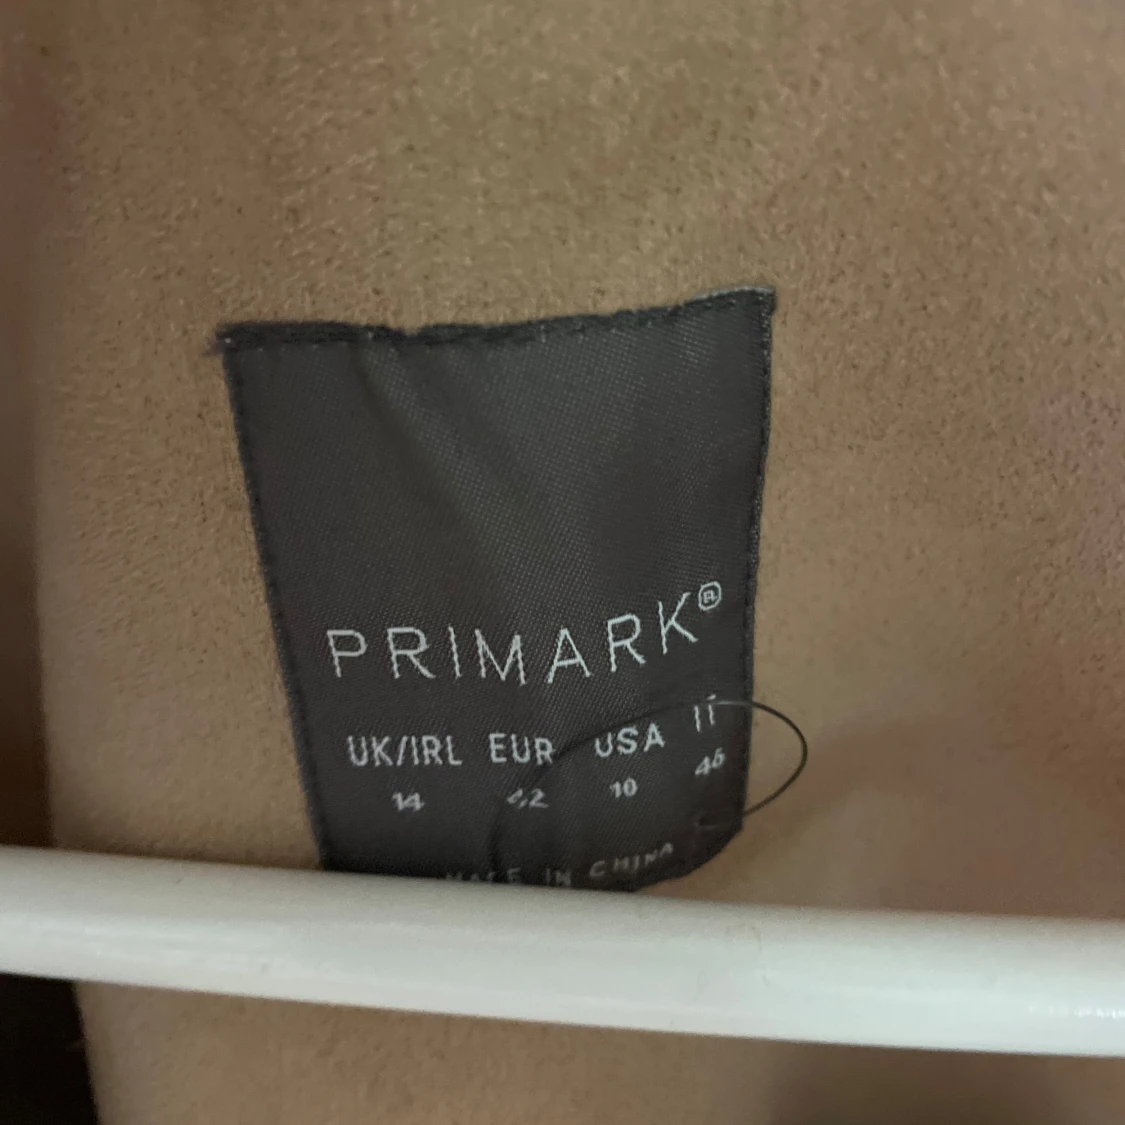 PRIMARK®
UK/IRL EUR USA IT
14 42 10 46
MADE IN CHINA